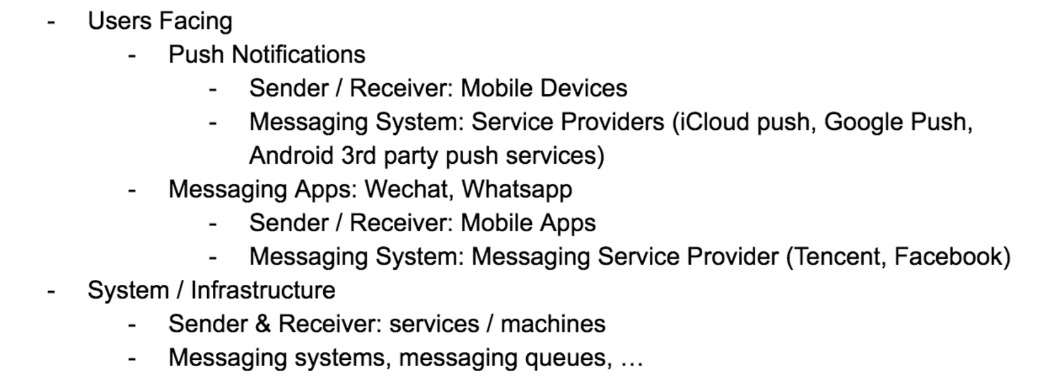 - Users Facing
- Push Notifications
- Sender / Receiver: Mobile Devices
- Messaging System: Service Providers (iCloud push, Google Push,
Android 3rd party push services)
- Messaging Apps: Wechat, Whatsapp
- Sender / Receiver: Mobile Apps
- Messaging System: Messaging Service Provider (Tencent, Facebook)
- System / Infrastructure
- Sender & Receiver: services / machines
- Messaging systems, messaging queues, …